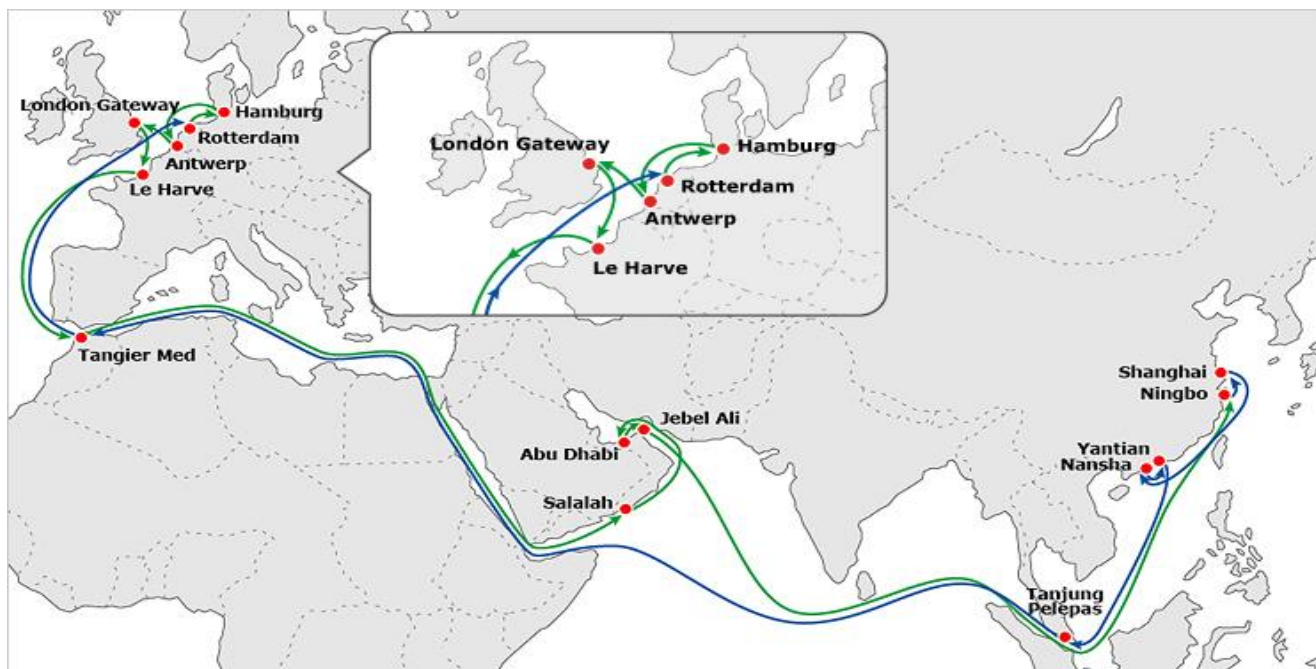 London Gateway
Hamburg
Rotterdam
Antwerp
Le Harve
London Gateway
Hamburg
Rotterdam
Antwerp
Le Harve
Tangier Med
Jebel Ali
Abu Dhabi
Salalah
Shanghai
Ningbo
Yantian
Nansha
Tanjung
Pelepas